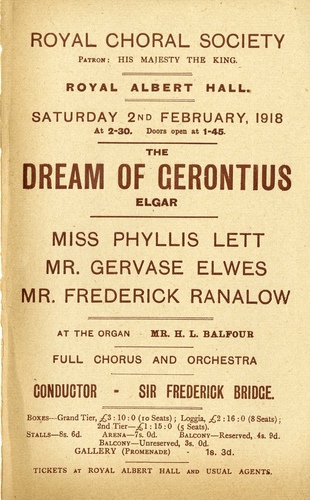 ROYAL CHORAL SOCIETY
PATRON: HIS MAJESTY THE KING.
ROYAL ALBERT HALL.
SATURDAY 2ND FEBRUARY, 1918
At 2-30. Doors open at 1-45.
THE
DREAM OF GERONTIUS
ELGAR
MISS PHYLLIS LETT
MR. GERVASE ELWES
MR. FREDERICK RANALOW
AT THE ORGAN - MR. H. L. BALFOUR
FULL CHORUS AND ORCHESTRA
CONDUCTOR - SIR FREDERICK BRIDGE.
BOXES—Grand Tier, £3:10:0 (10 Seats); Loggia, £2:16:0 (8 Seats);
2nd Tier—£1:15:0 (5 Seats).
STALLS—8s. 6d. ARENA—7s. 0d. BALCONY—Reserved, 4s. 9d.
BALCONY—Unreserved, 3s. 0d.
GALLERY (PROMENADE) - 1s. 3d.
TICKETS AT ROYAL ALBERT HALL AND USUAL AGENTS.